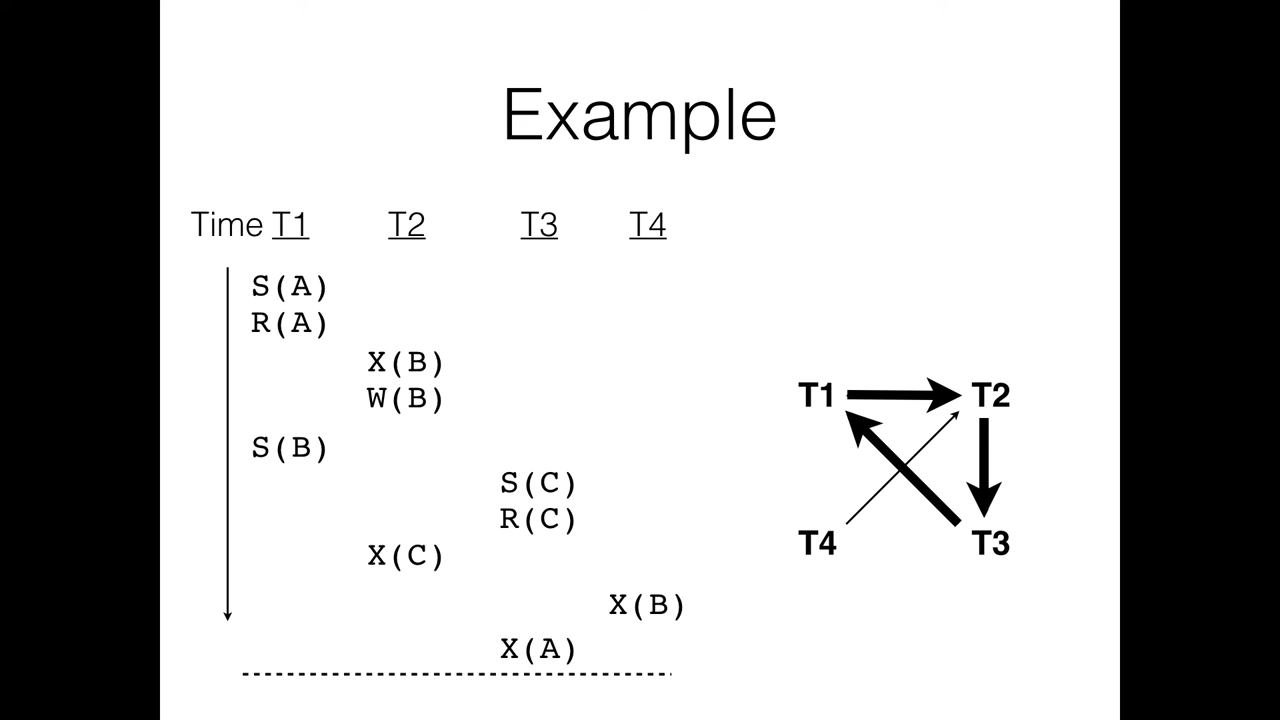 Example
Time T1 T2 T3 T4
S(A)
R(A)
X(B)
T1 T2
W(B)
S(B)
S(C)
R(C)
T4 T3
X(C)
X(B)
X(A)